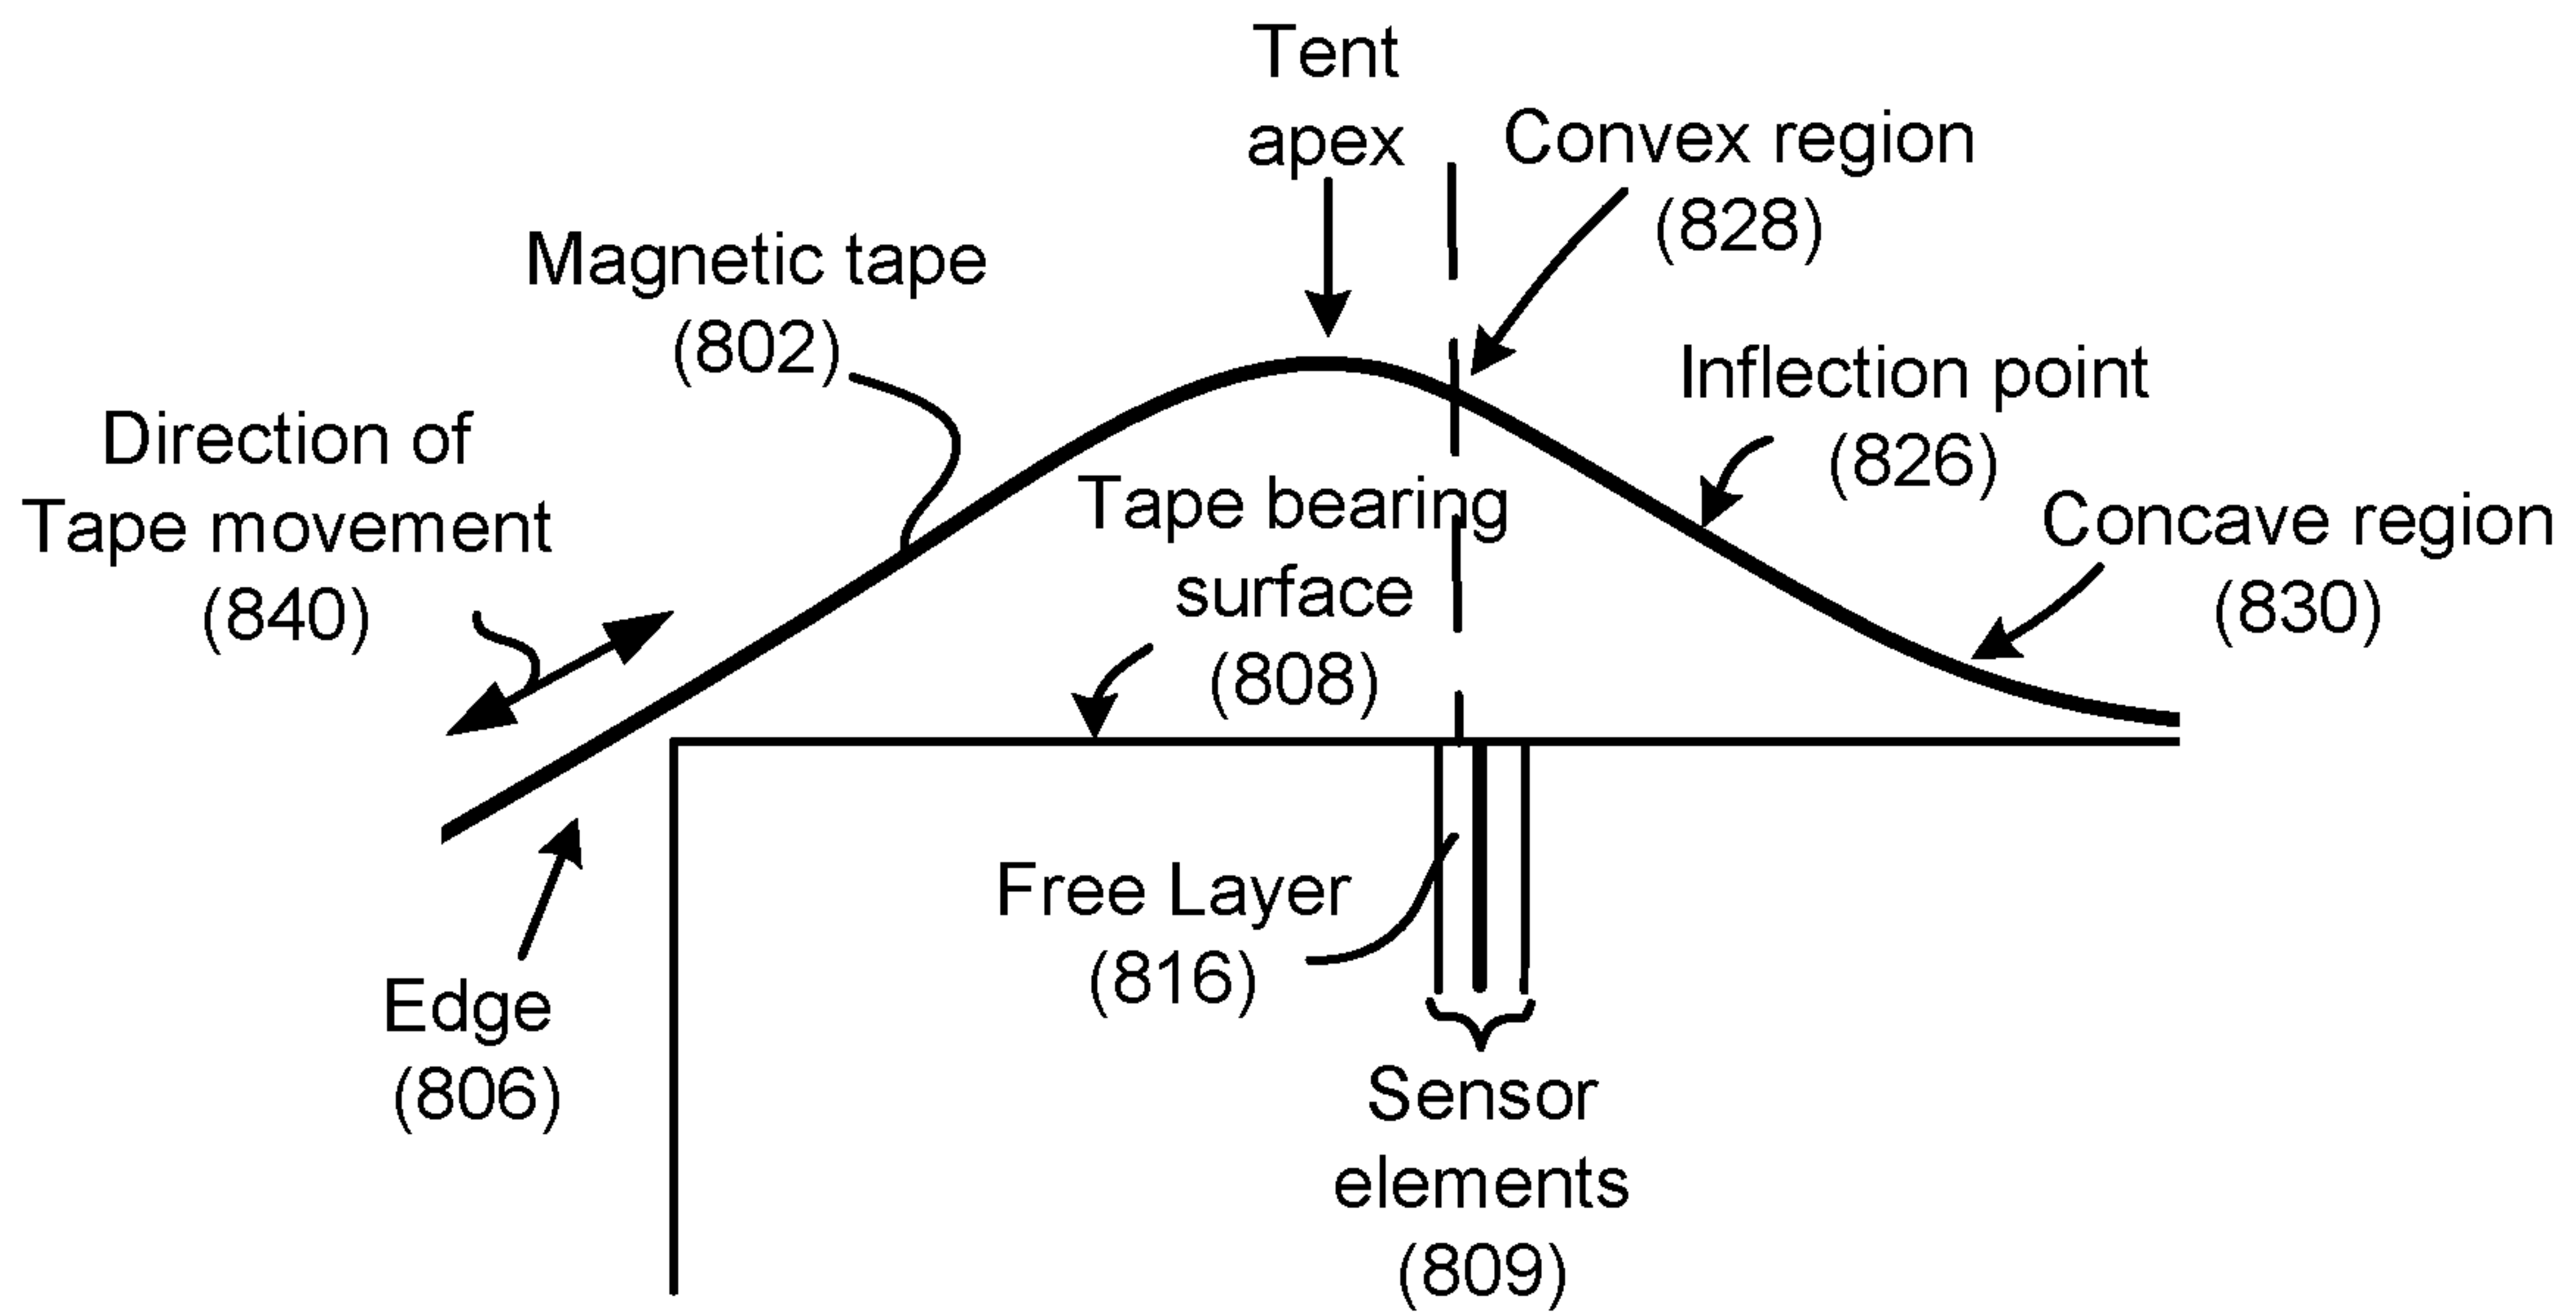 Tent
apex
Convex region
(828)
Magnetic tape
(802)
Inflection point
(826)
Direction of
Tape movement
(840)
Tape bearing
surface
(808)
Concave region
(830)
Free Layer
(816)
Edge
(806)
Sensor
elements
(809)